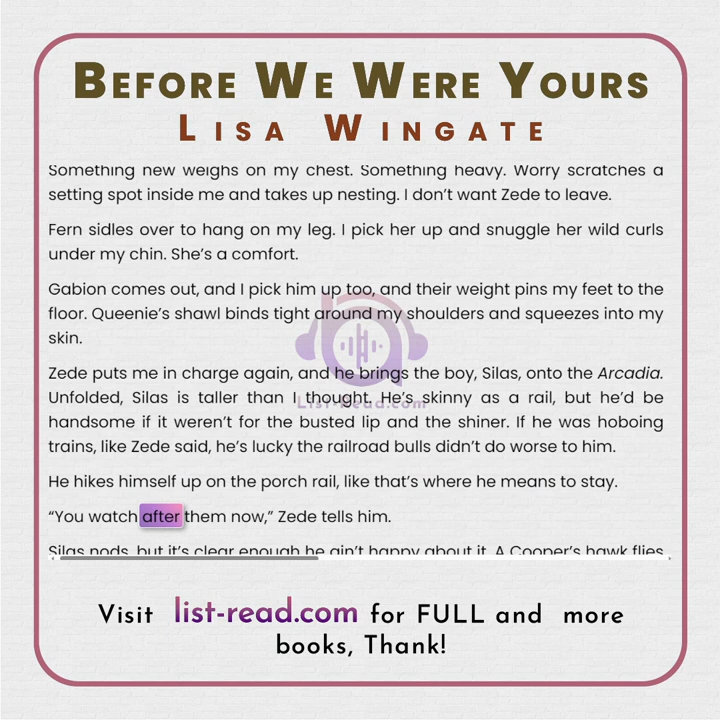 BEFORE WE WERE YOURS
LISA WINGATE
Something new weighs on my chest. Something heavy. Worry scratches a
setting spot inside me and takes up nesting. I don't want Zede to leave.
Fern sidles over to hang on my leg. I pick her up and snuggle her wild curls
under my chin. She's a comfort.
Gabion comes out, and I pick him up too, and their weight pins my feet to the
floor. Queenie's shawl binds tight around my shoulders and squeezes into my
skin.
Zede puts me in charge again, and he brings the boy, Silas, onto the Arcadia.
Unfolded, Silas is taller than I thought. He's skinny as a rail, but he'd be
List-Read.com
handsome if it weren't for the busted lip and the shiner. If he was hoboing
trains, like Zede said, he's lucky the railroad bulls didn't do worse to him.
He hikes himself up on the porch rail, like that's where he means to stay.
"You watch after them now," Zede tells him.
Silas nods, but it's clear enough he ain't happy about it. A Cooper's hawk flies
Visit list-read.com for FULL and more
books, Thank!